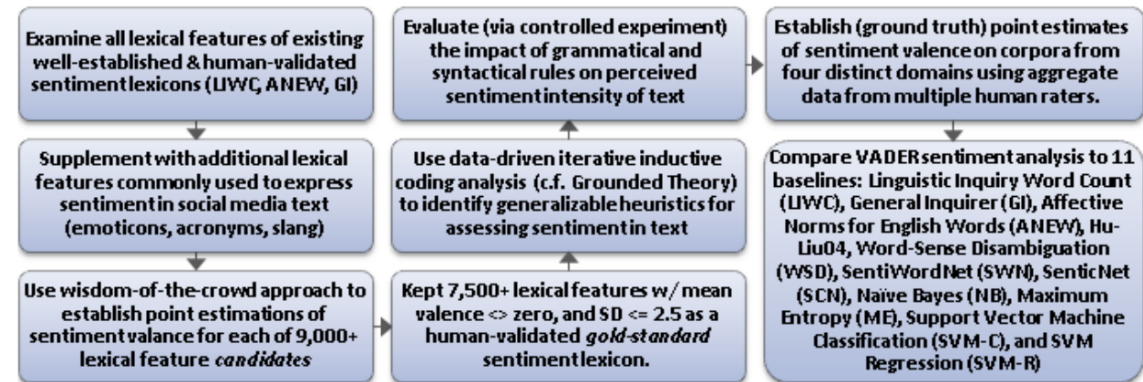 Examine all lexical features of existing
well-established & human-validated
sentiment lexicons (LIWC, ANEW, GI)
Supplement with additional lexical
features commonly used to express
sentiment in social media text
(emoticons, acronyms, slang)
Use wisdom-of-the-crowd approach to
establish point estimations of
sentiment valance for each of 9,000+
lexical feature candidates
Kept 7,500+ lexical features w/ mean
valence <> zero, and SD <= 2.5 as a
human-validated gold-standard
sentiment lexicon.
Use data-driven iterative inductive
coding analysis (c.f. Grounded Theory)
to identify generalizable heuristics for
assessing sentiment in text
Evaluate (via controlled experiment)
the impact of grammatical and
syntactical rules on perceived
sentiment intensity of text
Establish (ground truth) point estimates
of sentiment valence on corpora from
four distinct domains using aggregate
data from multiple human raters.
Compare VADER sentiment analysis to 11
baselines: Linguistic Inquiry Word Count
(LIWC), General Inquirer (GI), Affective
Norms for English Words (ANEW), Hu-
Liu04, Word-Sense Disambiguation
(WSD), SentiWordNet (SWN), SenticNet
(SCN), Naïve Bayes (NB), Maximum
Entropy (ME), Support Vector Machine
Classification (SVM-C), and SVM
Regression (SVM-R)